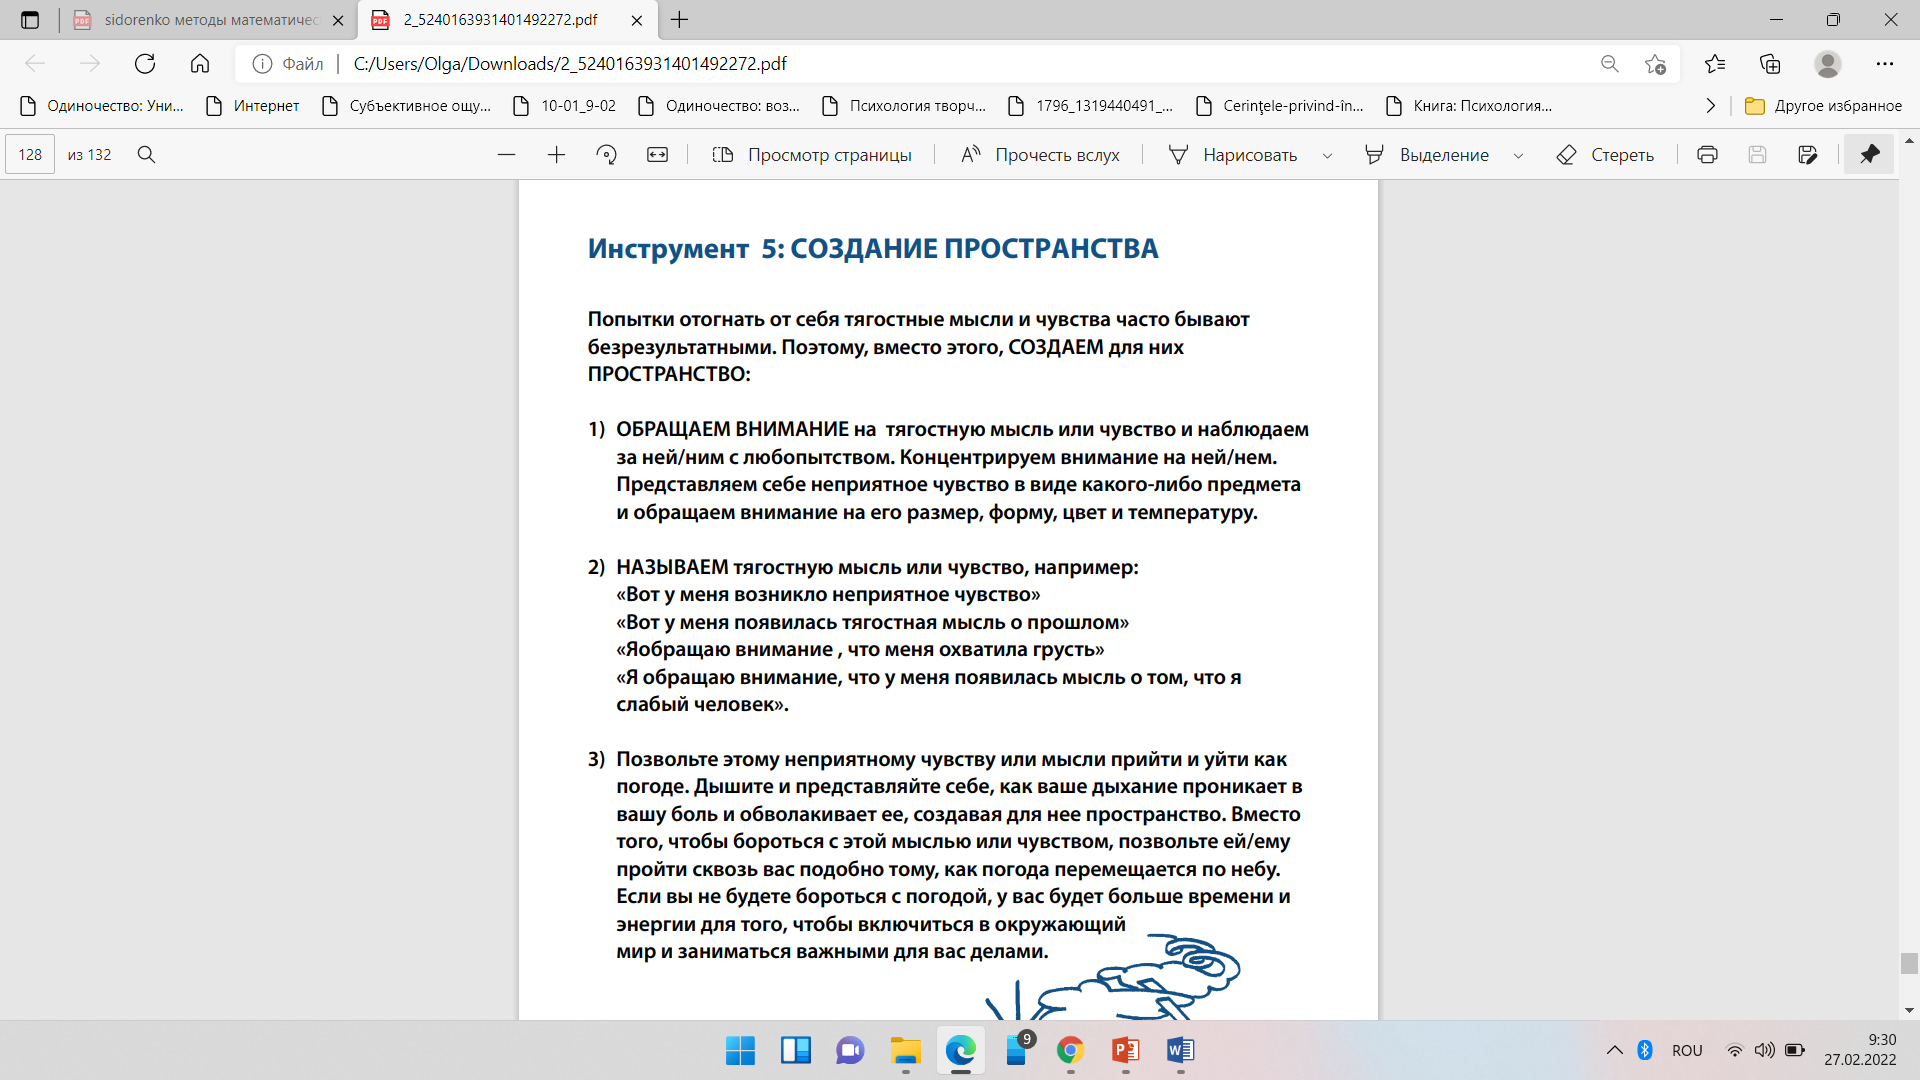 sidorenko методы математичес
2_5240163931401492272.pdf
Файл
C:/Users/Olga/Downloads/2_5240163931401492272.pdf
Одиночество: Уни...
Интернет
Субъективное ощу...
10-01_9-02
Одиночество: воз...
Психология творч...
1796_1319440491_...
Cerinţele-privind-în...
Книга: Психология...
Другое избранное
128
из 132
Просмотр страницы
Прочесть вслух
Нарисовать
Выделение
Стереть
Инструмент 5: СОЗДАНИЕ ПРОСТРАНСТВА
Попытки отогнать от себя тягостные мысли и чувства часто бывают
безрезультатными. Поэтому, вместо этого, СОЗДАЕМ для них
ПРОСТРАНСТВО:
1) ОБРАЩАЕМ ВНИМАНИЕ на тягостную мысль или чувство и наблюдаем
за ней/ним с любопытством. Концентрируем внимание на ней/нем.
Представляем себе неприятное чувство в виде какого-либо предмета
и обращаем внимание на его размер, форму, цвет и температуру.
2) НАЗЫВАЕМ тягостную мысль или чувство, например:
«Вот у меня возникло неприятное чувство»
«Вот у меня появилась тягостная мысль о прошлом»
«Яобращаю внимание , что меня охватила грусть»
«Я обращаю внимание, что у меня появилась мысль о том, что я
слабый человек».
3) Позвольте этому неприятному чувству или мысли прийти и уйти как
погоде. Дышите и представляйте себе, как ваше дыхание проникает в
вашу боль и обволакивает ее, создавая для нее пространство. Вместо
того, чтобы бороться с этой мыслью или чувством, позвольте ей/ему
пройти сквозь вас подобно тому, как погода перемещается по небу.
Если вы не будете бороться с погодой, у вас будет больше времени и
энергии для того, чтобы включиться в окружающий
мир и заниматься важными для вас делами.
9
ROU
9:30
27.02.2022